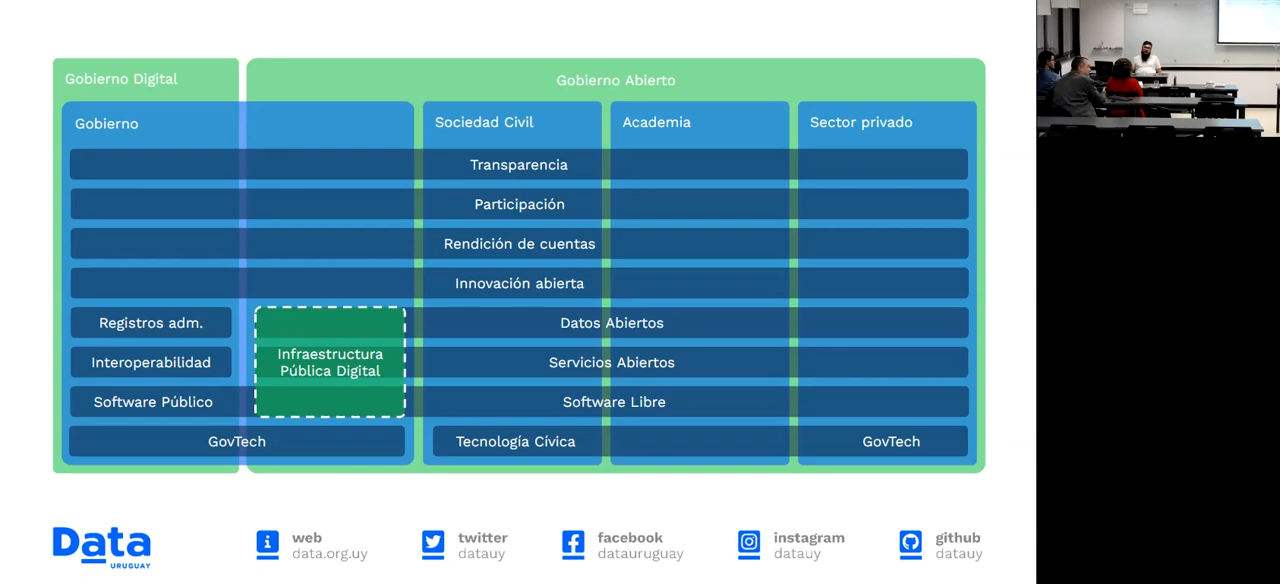 Gobierno Digital
Gobierno Abierto
Gobierno
Sociedad Civil
Academia
Sector privado
Transparencia
Participación
Rendición de cuentas
Innovación abierta
Registros adm.
Datos Abiertos
Interoperabilidad
Infraestructura
Pública Digital
Servicios Abiertos
Software Público
Software Libre
GovTech
Tecnología Cívica
GovTech
Data
URUGUAY
web
data.org.uy
twitter
datauy
facebook
datauruguay
instagram
datauy
github
datauy